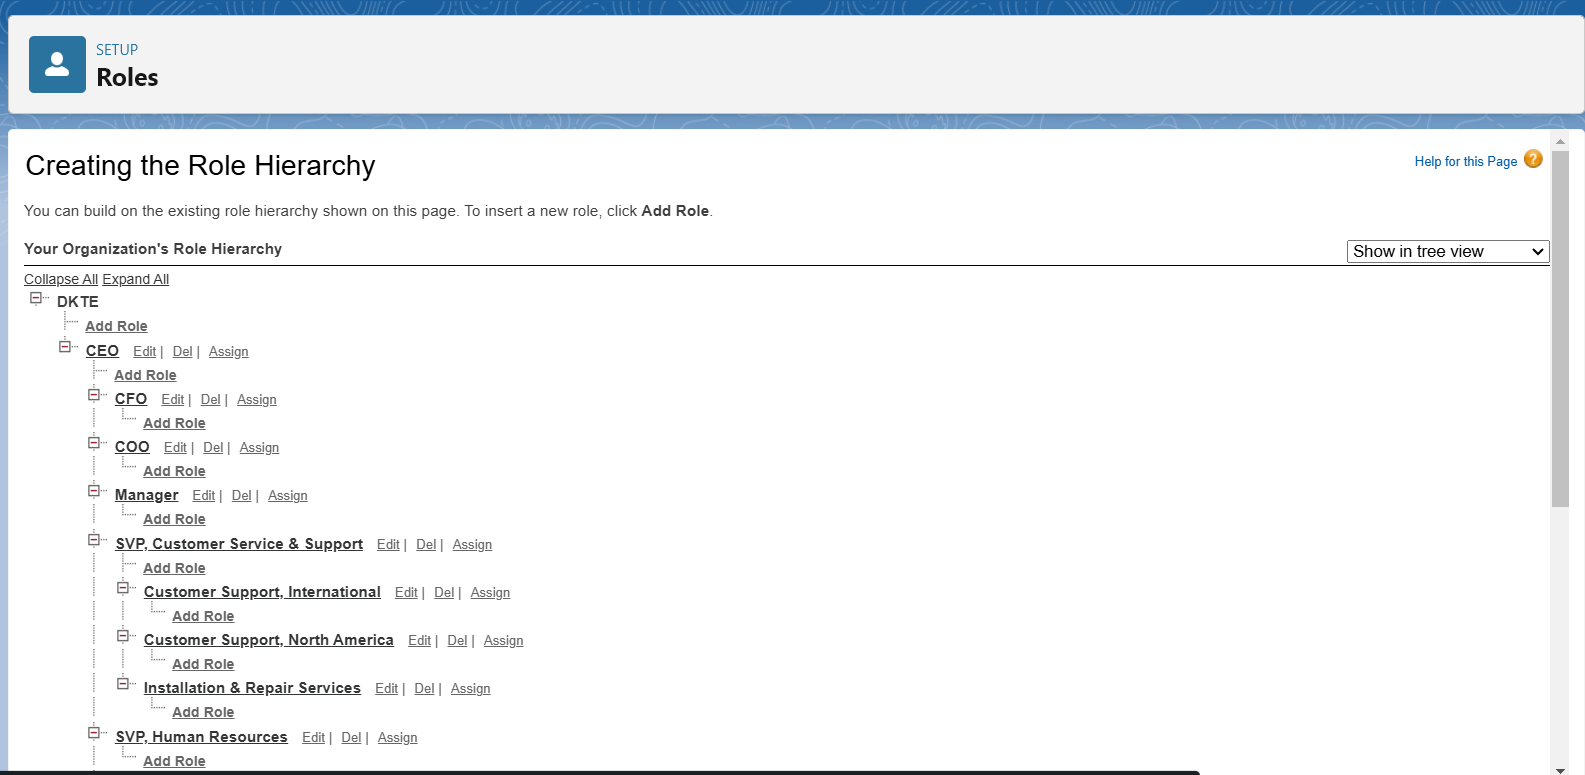 SETUP
Roles
Creating the Role Hierarchy
Help for this Page ?
You can build on the existing role hierarchy shown on this page. To insert a new role, click Add Role.
Your Organization's Role Hierarchy
Show in tree view
Collapse All Expand All
DKTE
Add Role
CEO Edit | Del | Assign
Add Role
CFO Edit | Del | Assign
Add Role
COO Edit | Del | Assign
Add Role
Manager Edit | Del | Assign
Add Role
SVP, Customer Service & Support Edit | Del | Assign
Add Role
Customer Support, International Edit | Del | Assign
Add Role
Customer Support, North America Edit | Del | Assign
Add Role
Installation & Repair Services Edit | Del | Assign
Add Role
SVP, Human Resources Edit | Del | Assign
Add Role